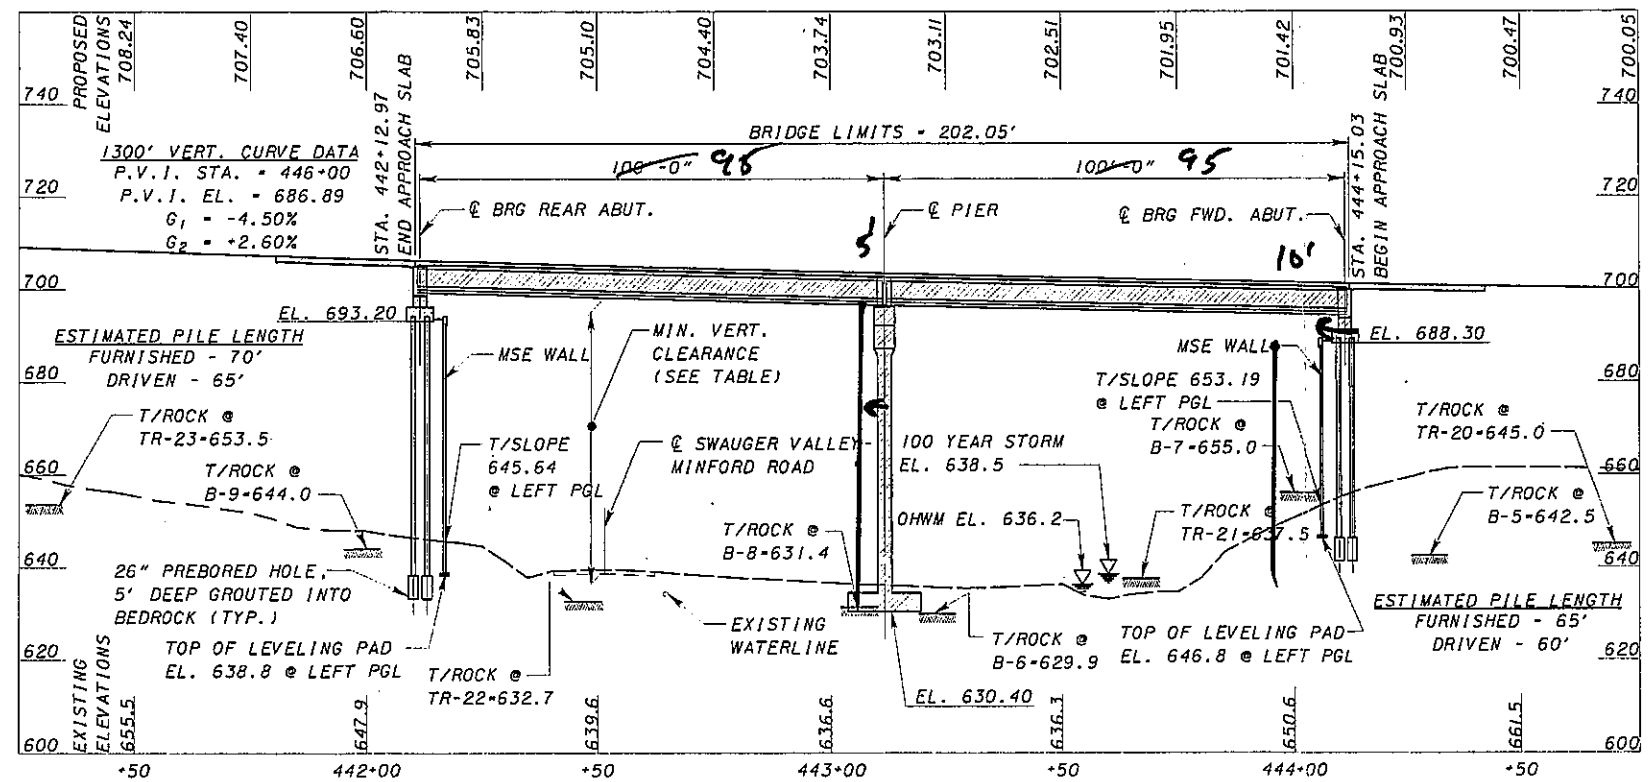 PROPOSED
ELEVATIONS
708.24
707.40
706.60
705.83
705.10
704.40
703.74
703.11
702.51
701.95
701.42
700.93
700.47
700.05
740
740
STA. 442+12.97
END APPROACH SLAB
BRIDGE LIMITS = 202.05'
STA. 444+15.03
BEGIN APPROACH SLAB
1300' VERT. CURVE DATA
P.V.I. STA. = 446+00
P.V.I. EL. = 686.89
G1 = -4.50%
G2 = +2.60%
100'-0" 95
100'-0" 95
720
720
℄ BRG REAR ABUT.
℄ PIER
℄ BRG FWD. ABUT.
5'
10'
700
700
EL. 693.20
EL. 688.30
ESTIMATED PILE LENGTH
FURNISHED - 70'
DRIVEN - 65'
MSE WALL
MIN. VERT.
CLEARANCE
(SEE TABLE)
MSE WALL
680
680
T/SLOPE 653.19
@ LEFT PGL
T/ROCK @
TR-23=653.5
T/ROCK @
B-7=655.0
T/ROCK @
TR-20=645.0
T/SLOPE
645.64
@ LEFT PGL
℄ SWAUGER VALLEY-
MINFORD ROAD
100 YEAR STORM
EL. 638.5
660
660
T/ROCK @
B-9=644.0
T/ROCK @
B-8=631.4
OHWM EL. 636.2
T/ROCK @
TR-21=637.5
T/ROCK @
B-5=642.5
640
640
26" PREBORED HOLE,
5' DEEP GROUTED INTO
BEDROCK (TYP.)
EXISTING
WATERLINE
ESTIMATED PILE LENGTH
FURNISHED - 65'
DRIVEN - 60'
TOP OF LEVELING PAD
EL. 638.8 @ LEFT PGL
T/ROCK @
TR-22=632.7
T/ROCK @
B-6=629.9
TOP OF LEVELING PAD
EL. 646.8 @ LEFT PGL
620
620
EL. 630.40
EXISTING
ELEVATIONS
655.5
647.9
639.6
636.6
636.3
650.6
661.5
600
600
+50
442+00
+50
443+00
+50
444+00
+50